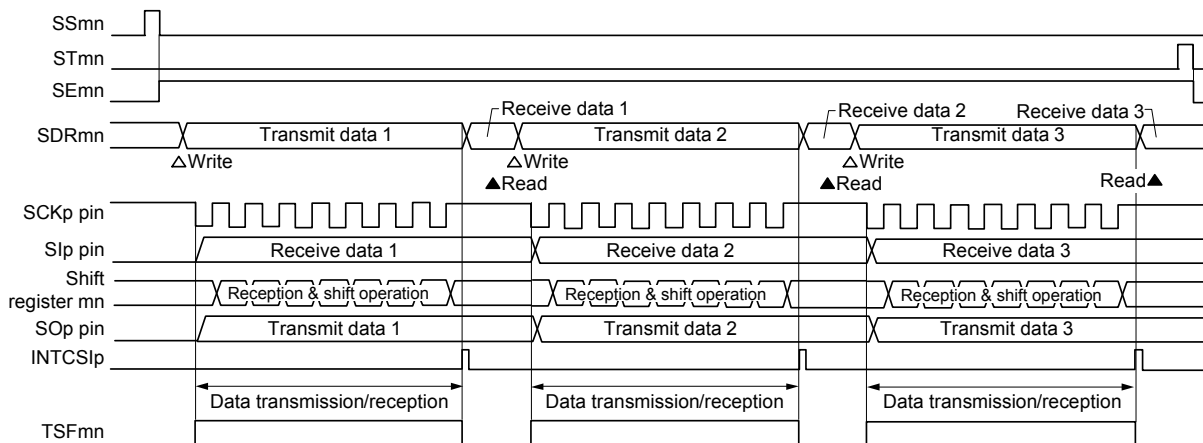 SSmn
STmn
SEmn
Receive data 1 Receive data 2 Receive data 3
SDRmn Transmit data 1 Transmit data 2 Transmit data 3
△Write △Write △Write
▲Read ▲Read Read▲
SCKp pin
SIp pin Receive data 1 Receive data 2 Receive data 3
Shift
register mn Reception & shift operation Reception & shift operation Reception & shift operation
SOp pin Transmit data 1 Transmit data 2 Transmit data 3
INTCSIp
Data transmission/reception Data transmission/reception Data transmission/reception
TSFmn